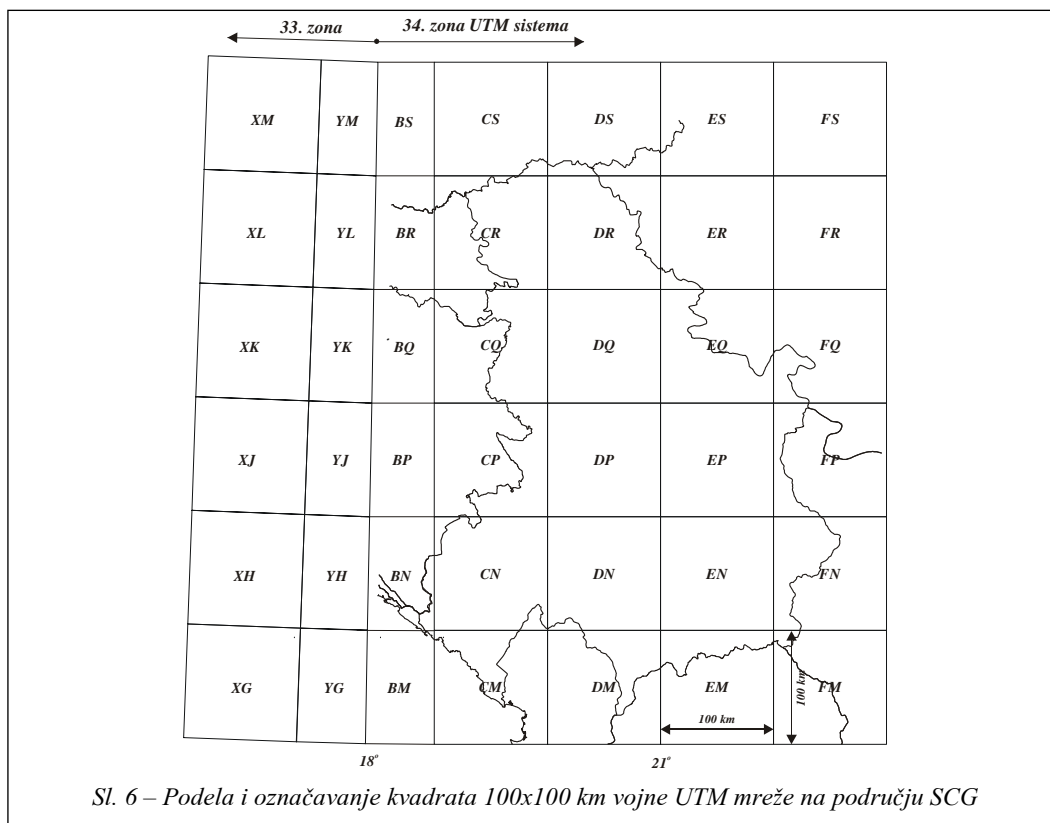 33. zona 34. zona UTM sistema
XM YM BS CS DS ES FS
XL YL BR CR DR ER FR
XK YK BQ CQ DQ EQ FQ
XJ YJ BP CP DP EP FP
XH YH BN CN DN EN FN
XG YG BM CM DM EM FM
100 km
100 km
18° 21°
Sl. 6 – Podela i označavanje kvadrata 100x100 km vojne UTM mreže na području SCG